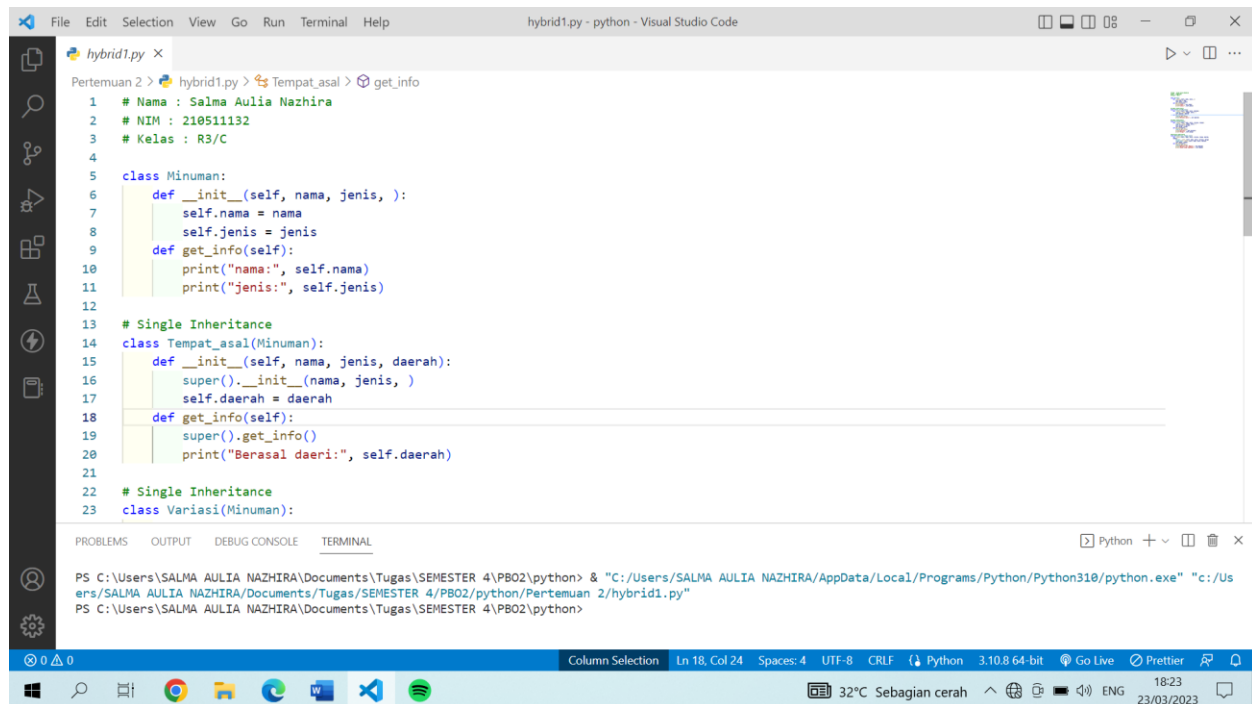 File Edit Selection View Go Run Terminal Help hybrid1.py - python - Visual Studio Code
hybrid1.py
Pertemuan 2 > hybrid1.py > Tempat_asal > get_info
1 # Nama : Salma Aulia Nazhira
2 # NIM : 210511132
3 # Kelas : R3/C
4
5 class Minuman:
6 def __init__(self, nama, jenis, ):
7 self.nama = nama
8 self.jenis = jenis
9 def get_info(self):
10 print("nama:", self.nama)
11 print("jenis:", self.jenis)
12
13 # Single Inheritance
14 class Tempat_asal(Minuman):
15 def __init__(self, nama, jenis, daerah):
16 super().__init__(nama, jenis, )
17 self.daerah = daerah
18 def get_info(self):
19 super().get_info()
20 print("Berasal daeri:", self.daerah)
21
22 # Single Inheritance
23 class Variasi(Minuman):
PROBLEMS OUTPUT DEBUG CONSOLE TERMINAL Python
PS C:\Users\SALMA AULIA NAZHIRA\Documents\Tugas\SEMESTER 4\PBO2\python> & "C:/Users/SALMA AULIA NAZHIRA/AppData/Local/Programs/Python/Python310/python.exe" "c:/Us
ers/SALMA AULIA NAZHIRA/Documents/Tugas/SEMESTER 4/PBO2/python/Pertemuan 2/hybrid1.py"
PS C:\Users\SALMA AULIA NAZHIRA\Documents\Tugas\SEMESTER 4\PBO2\python>
0 0 Column Selection Ln 18, Col 24 Spaces: 4 UTF-8 CRLF Python 3.10.8 64-bit Go Live Prettier
32°C Sebagian cerah ENG 18:23
23/03/2023